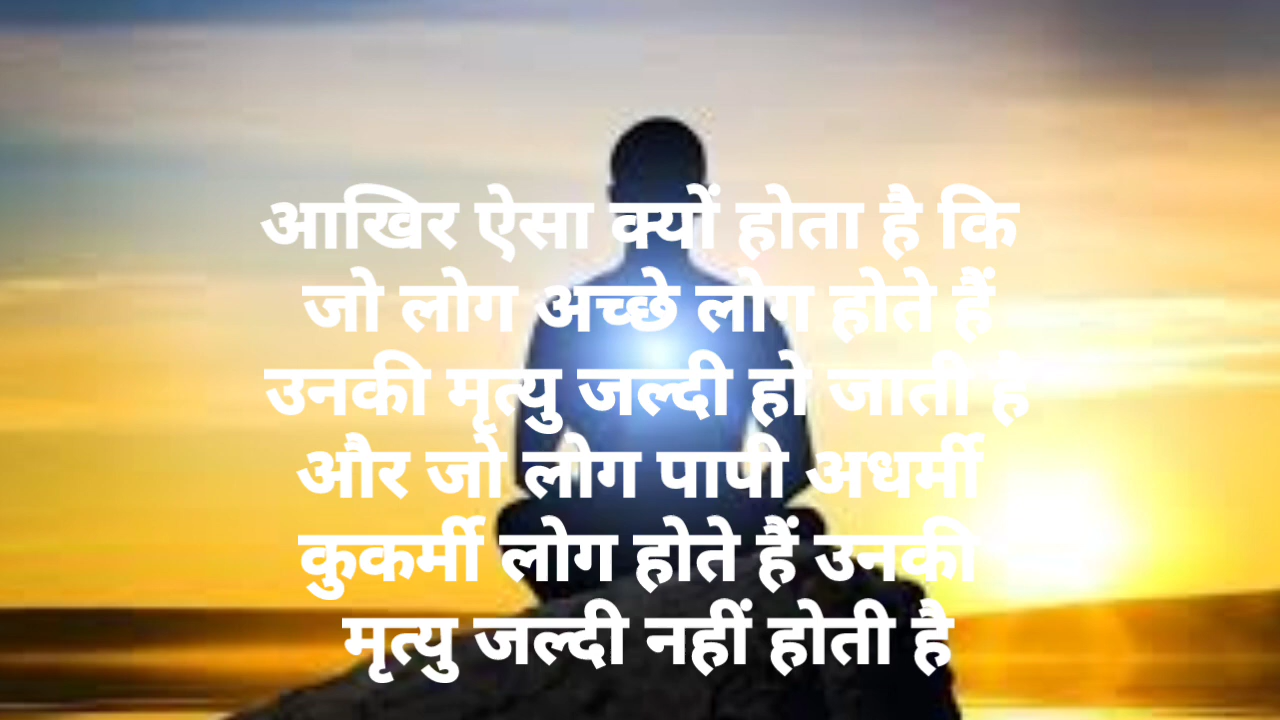 आखिर ऐसा क्यों होता है कि
जो लोग अच्छे लोग होते हैं
उनकी मृत्यु जल्दी हो जाती है
और जो लोग पापी अधर्मी
कुकर्मी लोग होते हैं उनकी
मृत्यु जल्दी नहीं होती है